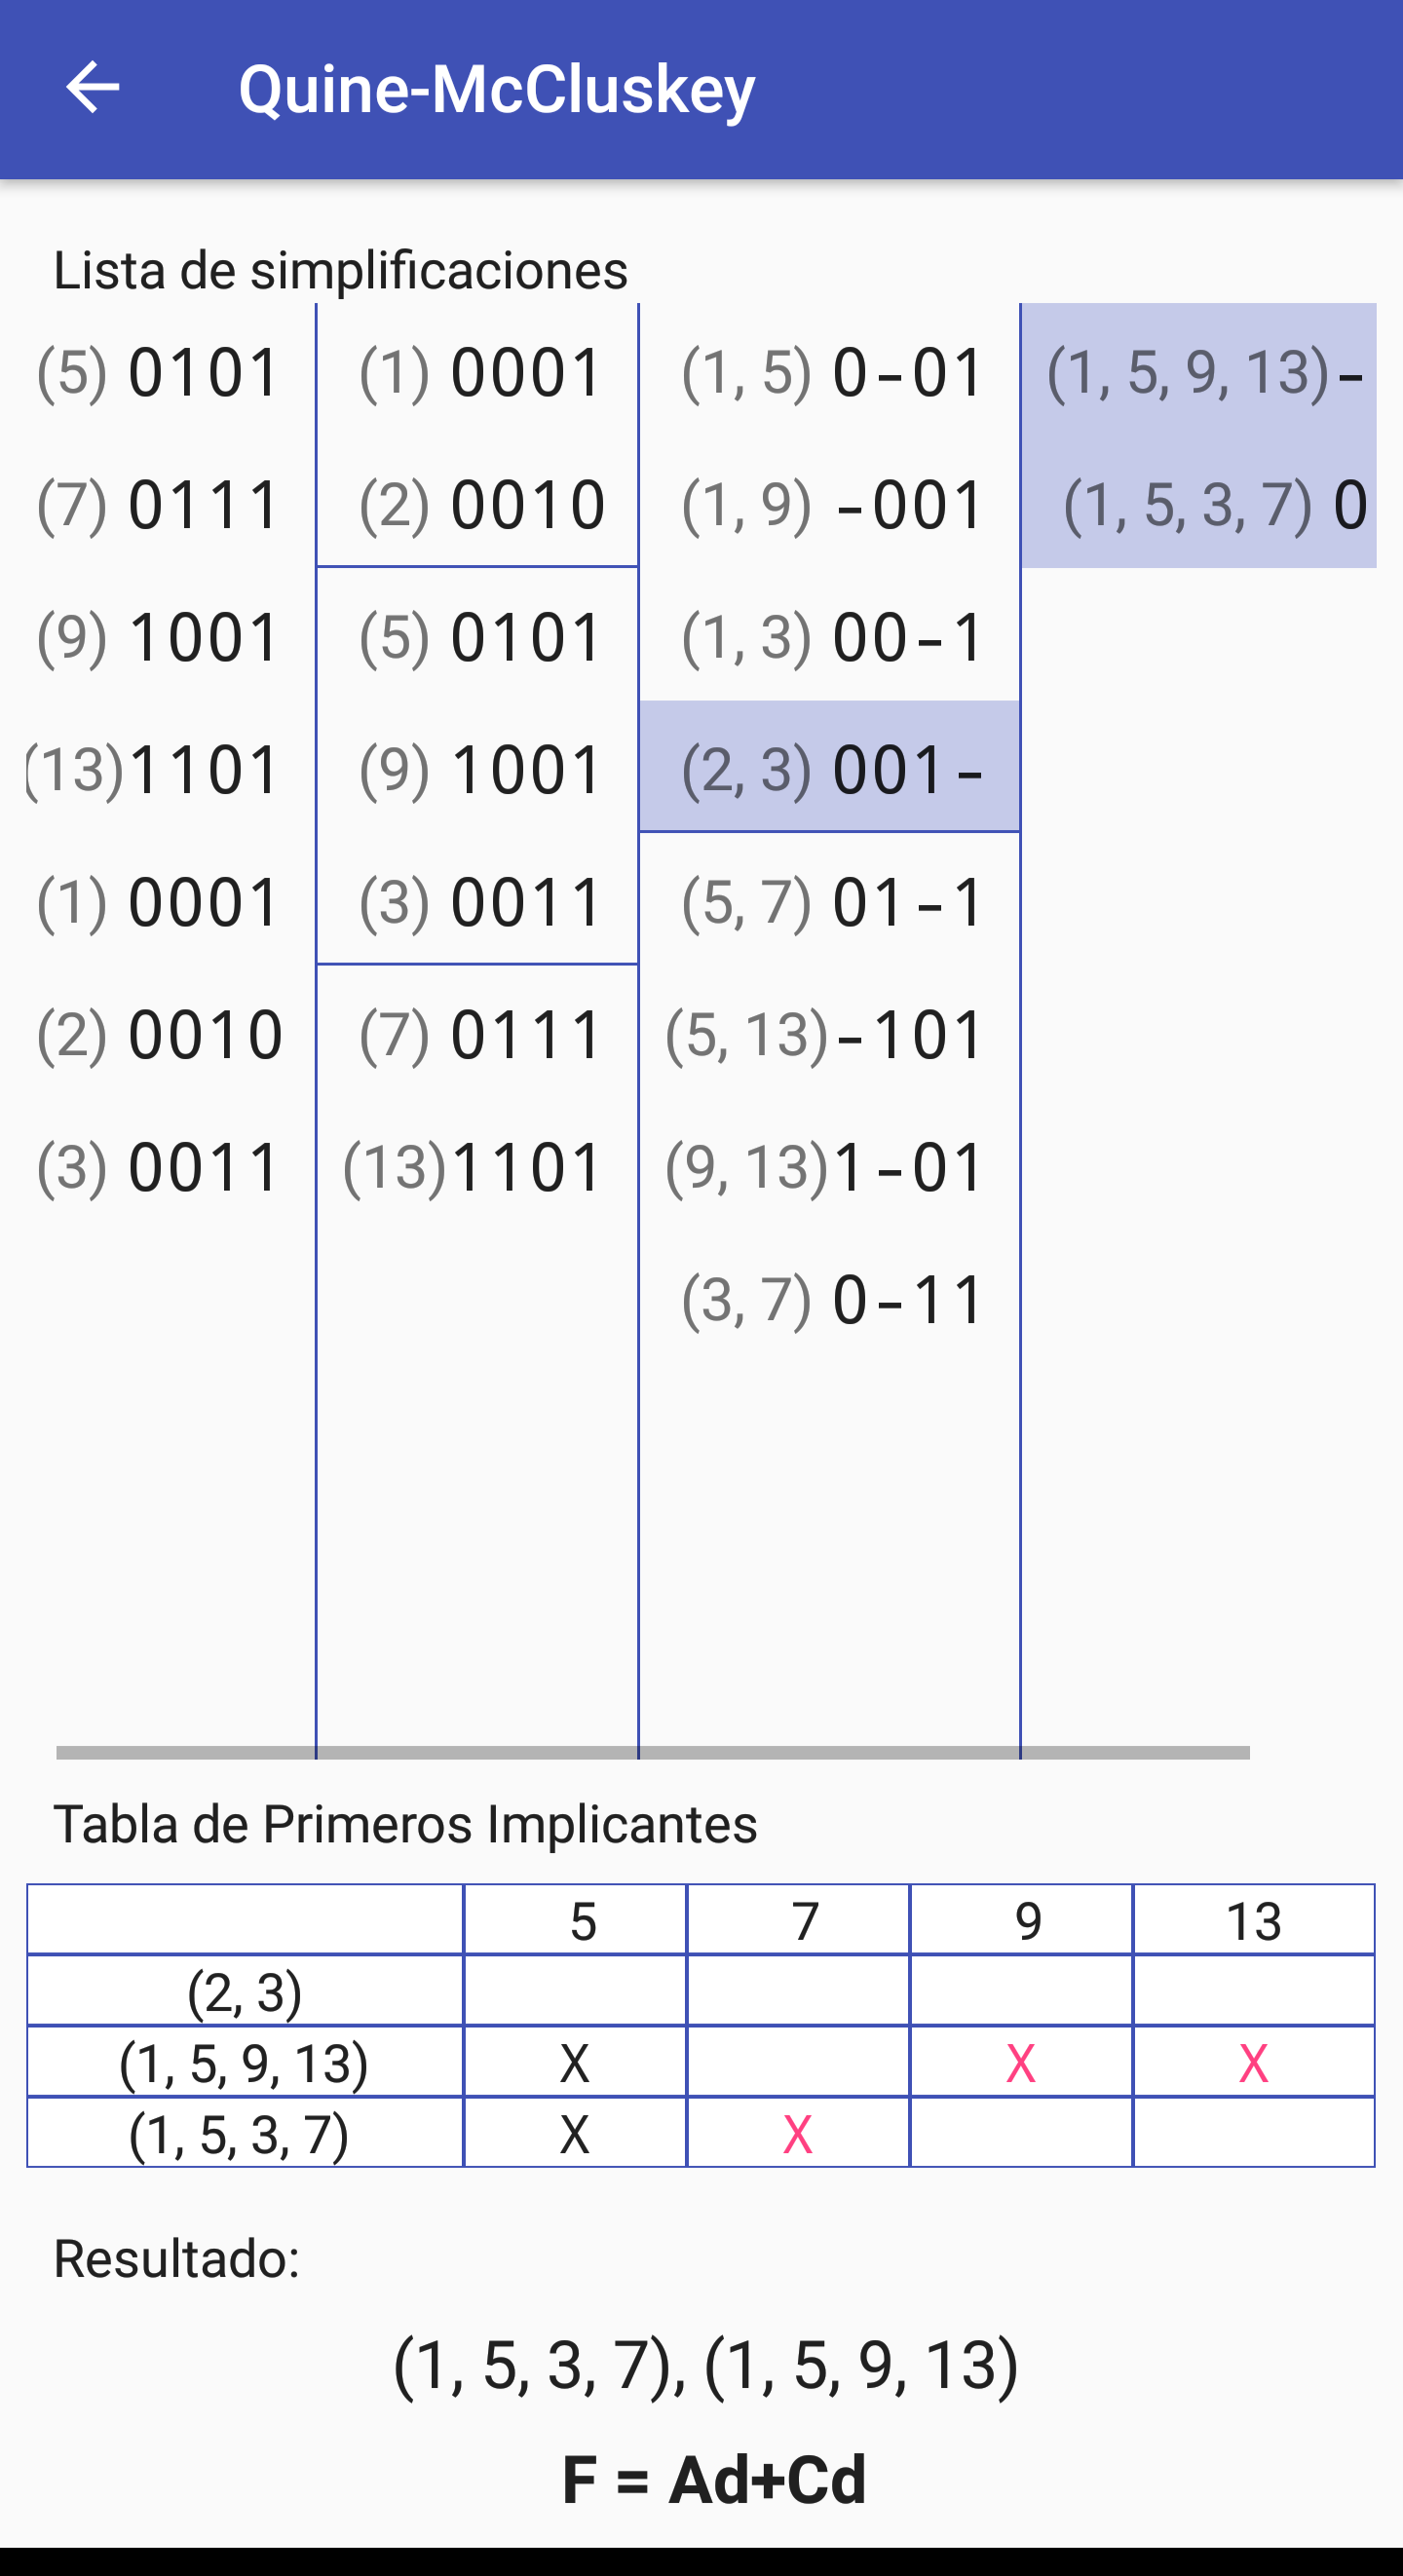 Quine-McCluskey
Lista de simplificaciones
(5) 0101 (1) 0001 (1, 5) 0-01 (1, 5, 9, 13)-
(7) 0111 (2) 0010 (1, 9) -001 (1, 5, 3, 7) 0
(9) 1001 (5) 0101 (1, 3) 00-1
(13)1101 (9) 1001 (2, 3) 001-
(1) 0001 (3) 0011 (5, 7) 01-1
(2) 0010 (7) 0111 (5, 13)-101
(3) 0011 (13)1101 (9, 13)1-01
(3, 7) 0-11
Tabla de Primeros Implicantes
5 7 9 13
(2, 3)
(1, 5, 9, 13) X X X
(1, 5, 3, 7) X X
Resultado:
(1, 5, 3, 7), (1, 5, 9, 13)
F = Ad+Cd